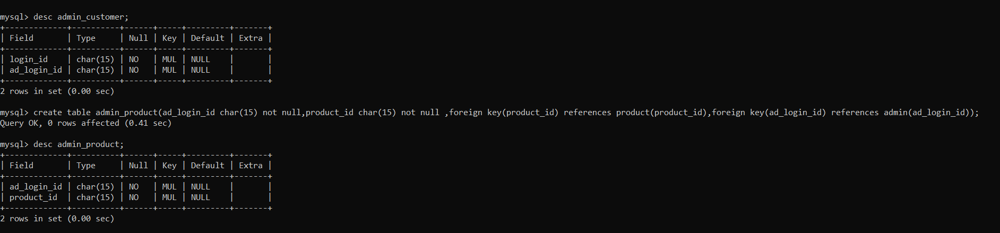 mysql> desc admin_customer;
+-------------+----------+------+-----+---------+-------+
| Field       | Type     | Null | Key | Default | Extra |
+-------------+----------+------+-----+---------+-------+
| login_id    | char(15) | NO   | MUL | NULL    |       |
| ad_login_id | char(15) | NO   | MUL | NULL    |       |
+-------------+----------+------+-----+---------+-------+
2 rows in set (0.00 sec)
mysql> create table admin_product(ad_login_id char(15) not null,product_id char(15) not null ,foreign key(product_id) references product(product_id),foreign key(ad_login_id) references admin(ad_login_id));
Query OK, 0 rows affected (0.41 sec)
mysql> desc admin_product;
+-------------+----------+------+-----+---------+-------+
| Field       | Type     | Null | Key | Default | Extra |
+-------------+----------+------+-----+---------+-------+
| ad_login_id | char(15) | NO   | MUL | NULL    |       |
| product_id  | char(15) | NO   | MUL | NULL    |       |
+-------------+----------+------+-----+---------+-------+
2 rows in set (0.00 sec)